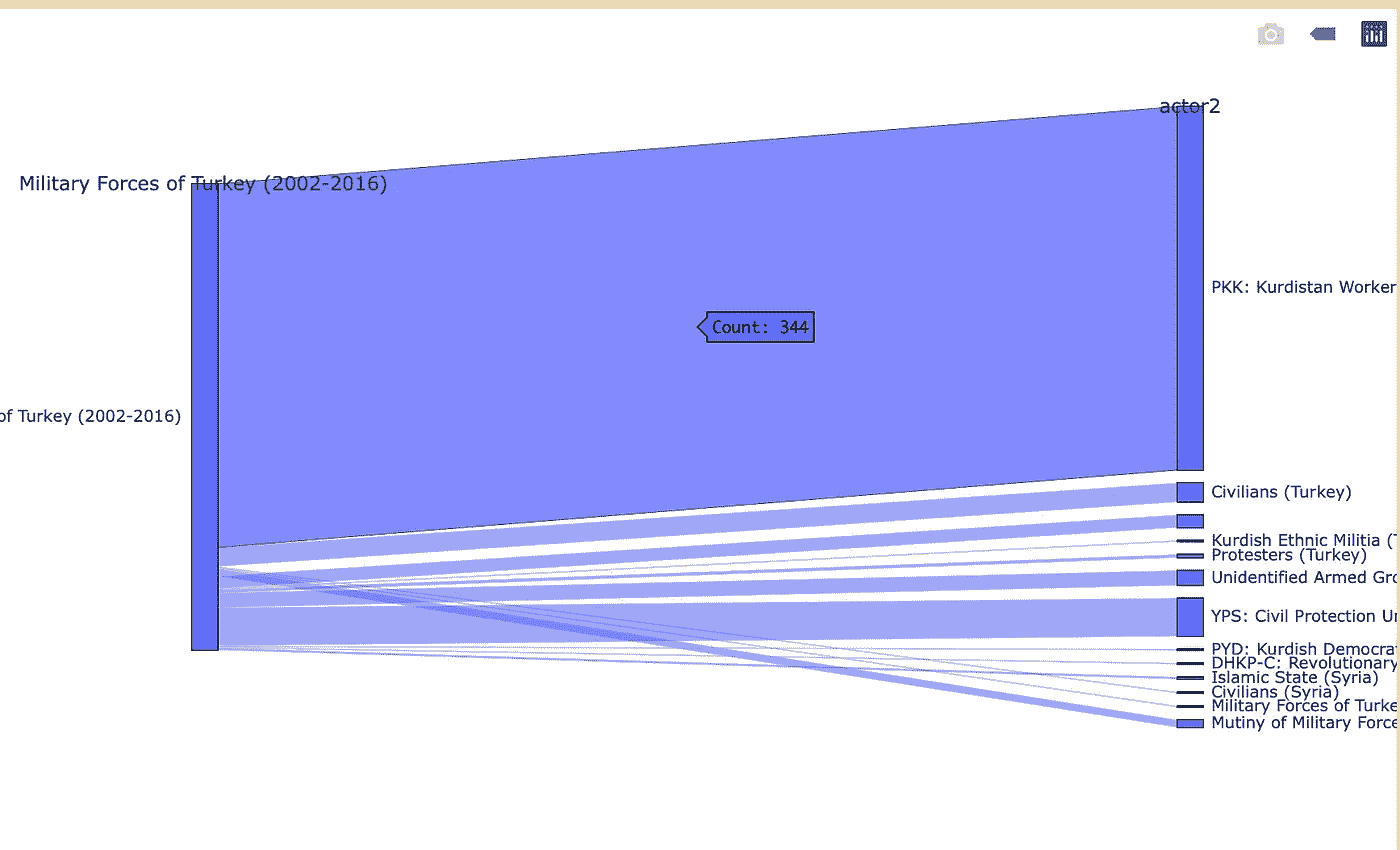 actor2
Military Forces of Turkey (2002-2016)
PKK: Kurdistan Worker
Count: 344
of Turkey (2002-2016)
Civilians (Turkey)
Kurdish Ethnic Militia (
Protesters (Turkey)
Unidentified Armed Gro
YPS: Civil Protection Un
PYD: Kurdish Democra
DHKP-C: Revolutionary
Islamic State (Syria)
Civilians (Syria)
Military Forces of Turke
Mutiny of Military Force